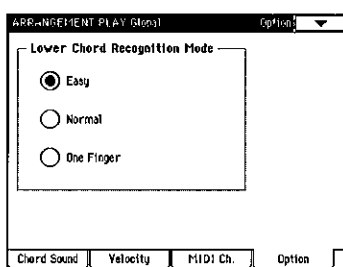 ARRANGEMENT PLAY Global Option
Lower Chord Recognition Mode
Easy
Normal
One Finger
Chord Sound Velocity MIDI Ch. Option